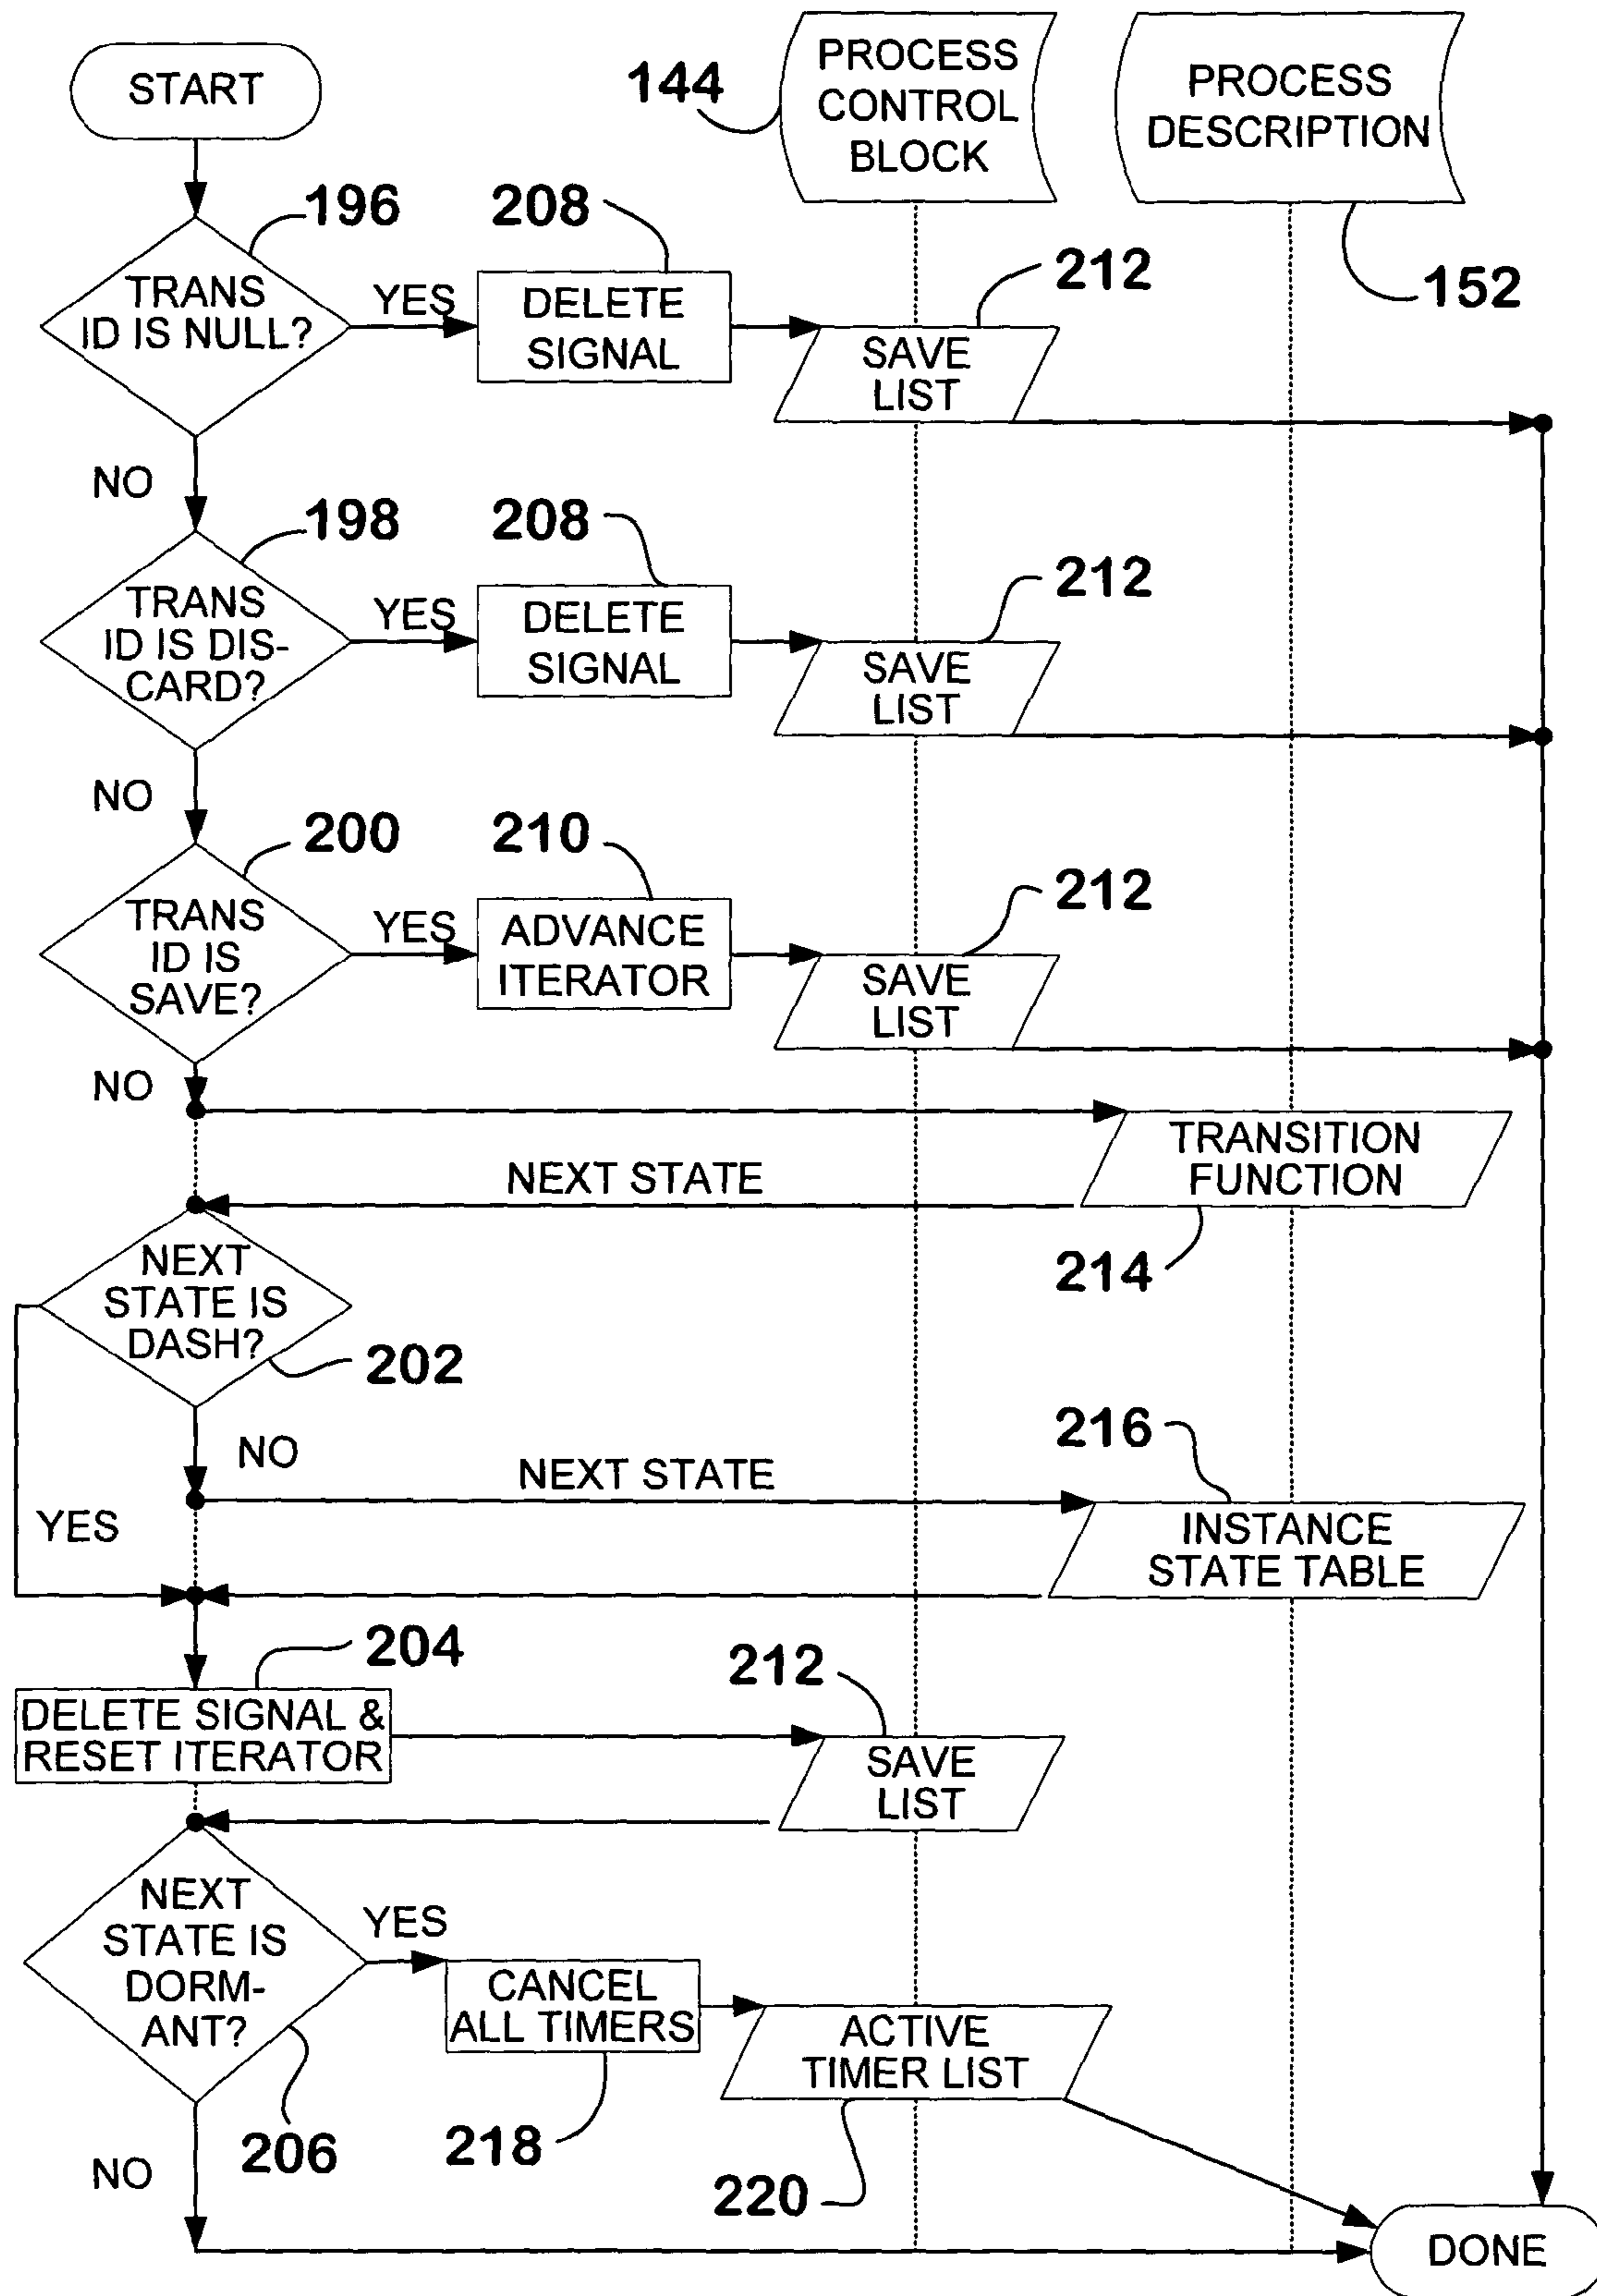 START
144
PROCESS
CONTROL
BLOCK
PROCESS
DESCRIPTION
152
196
208
212
TRANS
ID IS NULL?
YES
DELETE
SIGNAL
SAVE
LIST
NO
198
208
212
TRANS
ID IS DIS-
CARD?
YES
DELETE
SIGNAL
SAVE
LIST
NO
200
210
212
TRANS
ID IS
SAVE?
YES
ADVANCE
ITERATOR
SAVE
LIST
NO
TRANSITION
FUNCTION
NEXT STATE
214
NEXT
STATE IS
DASH?
202
216
NO
NEXT STATE
YES
INSTANCE
STATE TABLE
204
212
DELETE SIGNAL &
RESET ITERATOR
SAVE
LIST
NEXT
STATE IS
DORM-
ANT?
YES
CANCEL
ALL TIMERS
ACTIVE
TIMER LIST
206
218
220
NO
DONE